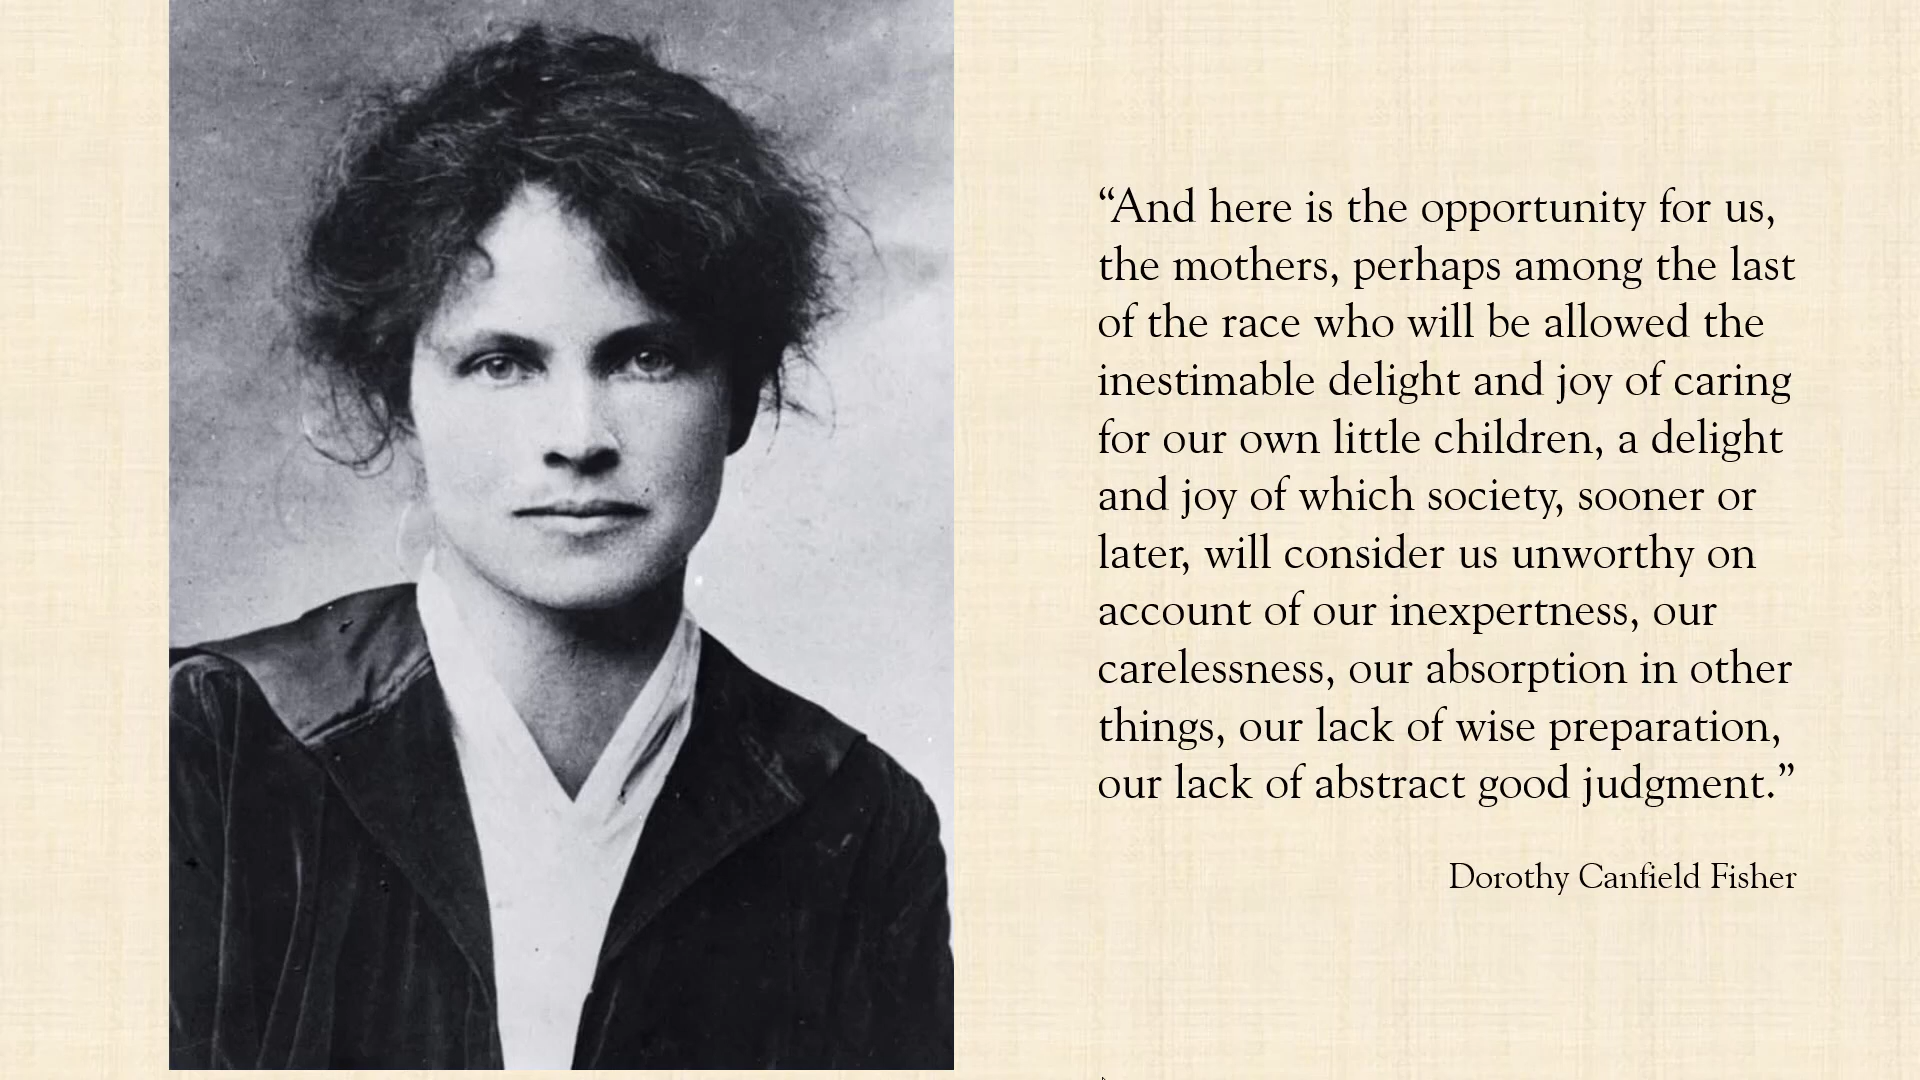 “And here is the opportunity for us,
the mothers, perhaps among the last
of the race who will be allowed the
inestimable delight and joy of caring
for our own little children, a delight
and joy of which society, sooner or
later, will consider us unworthy on
account of our inexpertness, our
carelessness, our absorption in other
things, our lack of wise preparation,
our lack of abstract good judgment.”
Dorothy Canfield Fisher